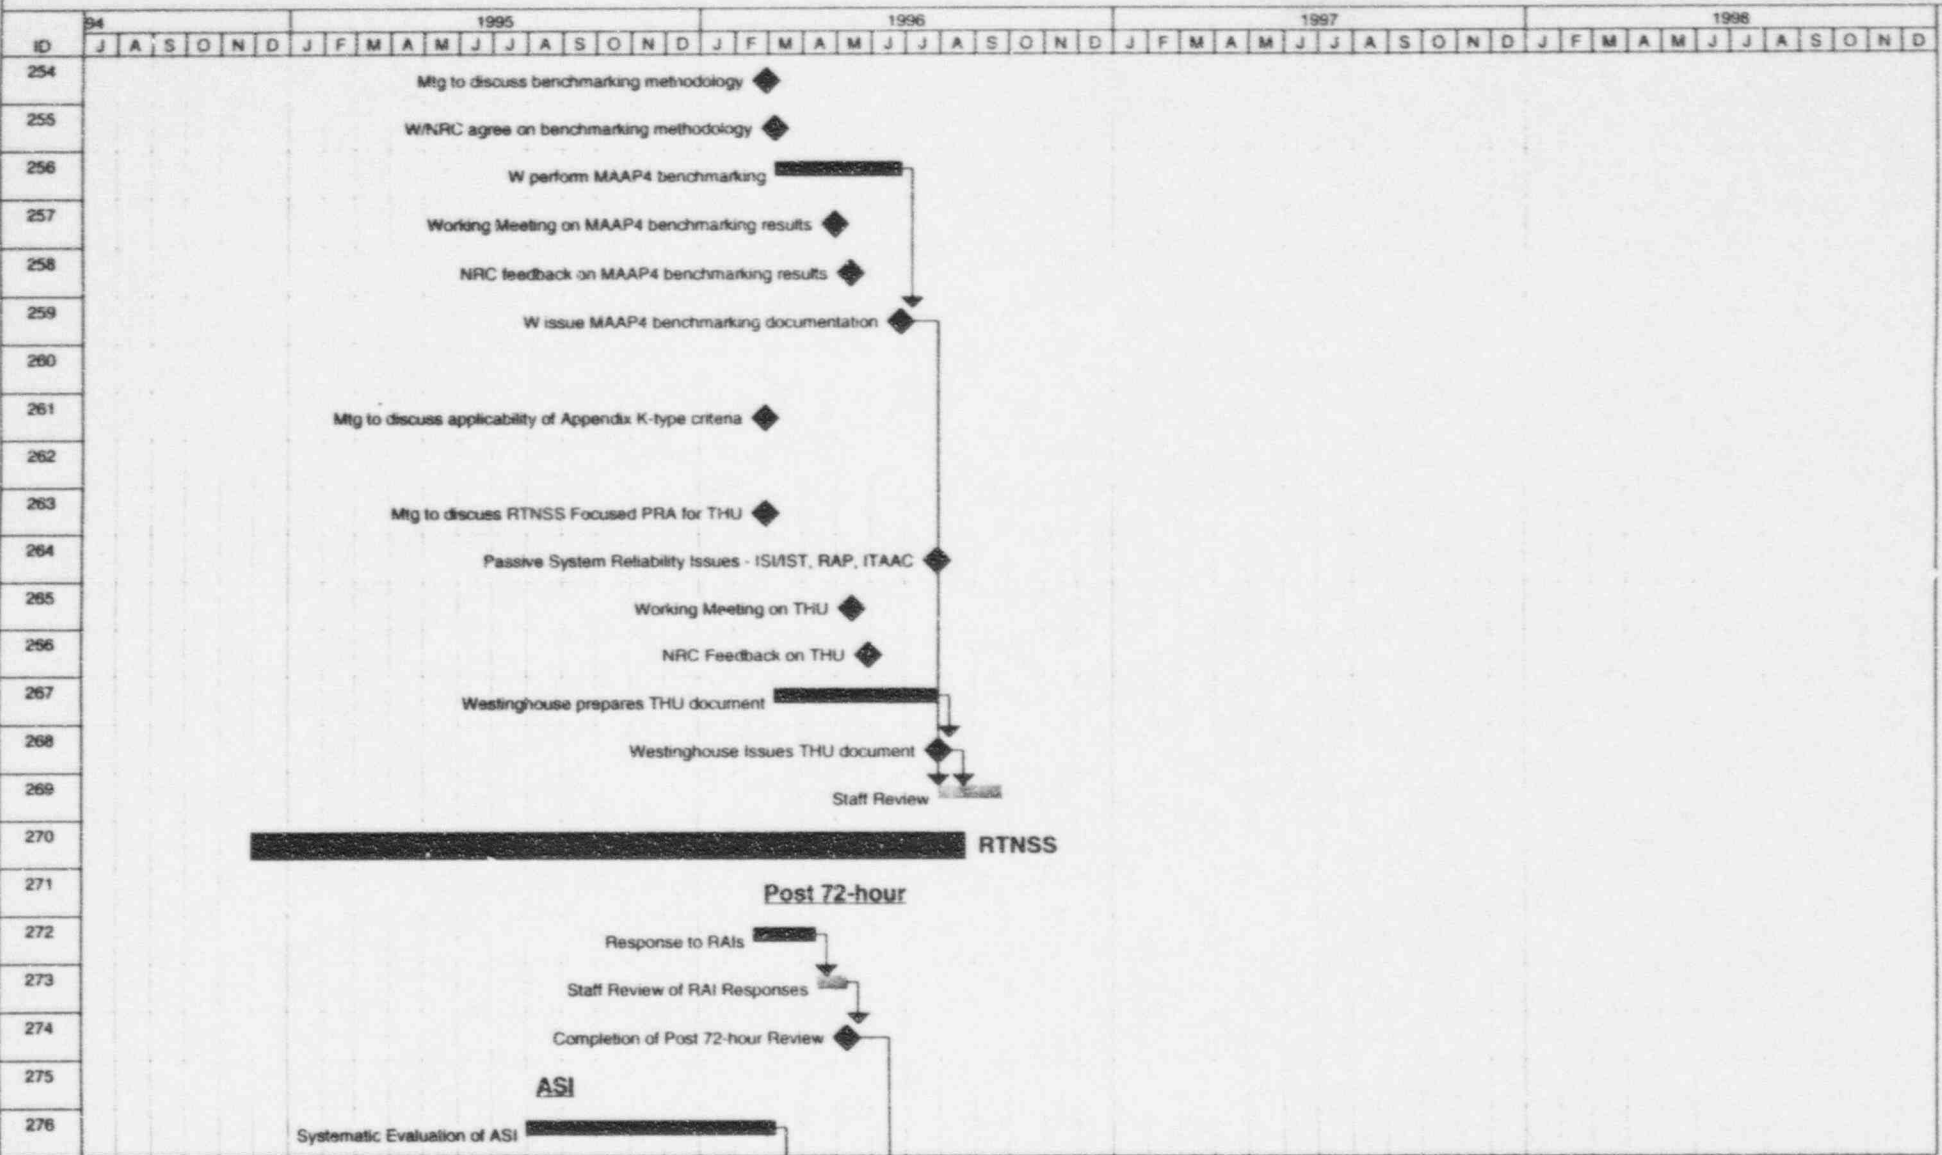 94 1995 1996 1997 1998
ID J A S O N D J F M A M J J A S O N D J F M A M J J A S O N D J F M A M J J A S O N D J F M A M J J A S O N D
254 Mtg to discuss benchmarking methodology
255 W/NRC agree on benchmarking methodology
256 W perform MAAP4 benchmarking
257 Working Meeting on MAAP4 benchmarking results
258 NRC feedback on MAAP4 benchmarking results
259 W issue MAAP4 benchmarking documentation
260
261 Mtg to discuss applicability of Appendix K-type criteria
262
263 Mtg to discuss RTNSS Focused PRA for THU
264 Passive System Reliability Issues - ISI/IST, RAP, ITAAC
265 Working Meeting on THU
266 NRC Feedback on THU
267 Westinghouse prepares THU document
268 Westinghouse Issues THU document
269 Staff Review
270 RTNSS
271 Post 72-hour
272 Response to RAIs
273 Staff Review of RAI Responses
274 Completion of Post 72-hour Review
275 ASI
276 Systematic Evaluation of ASI